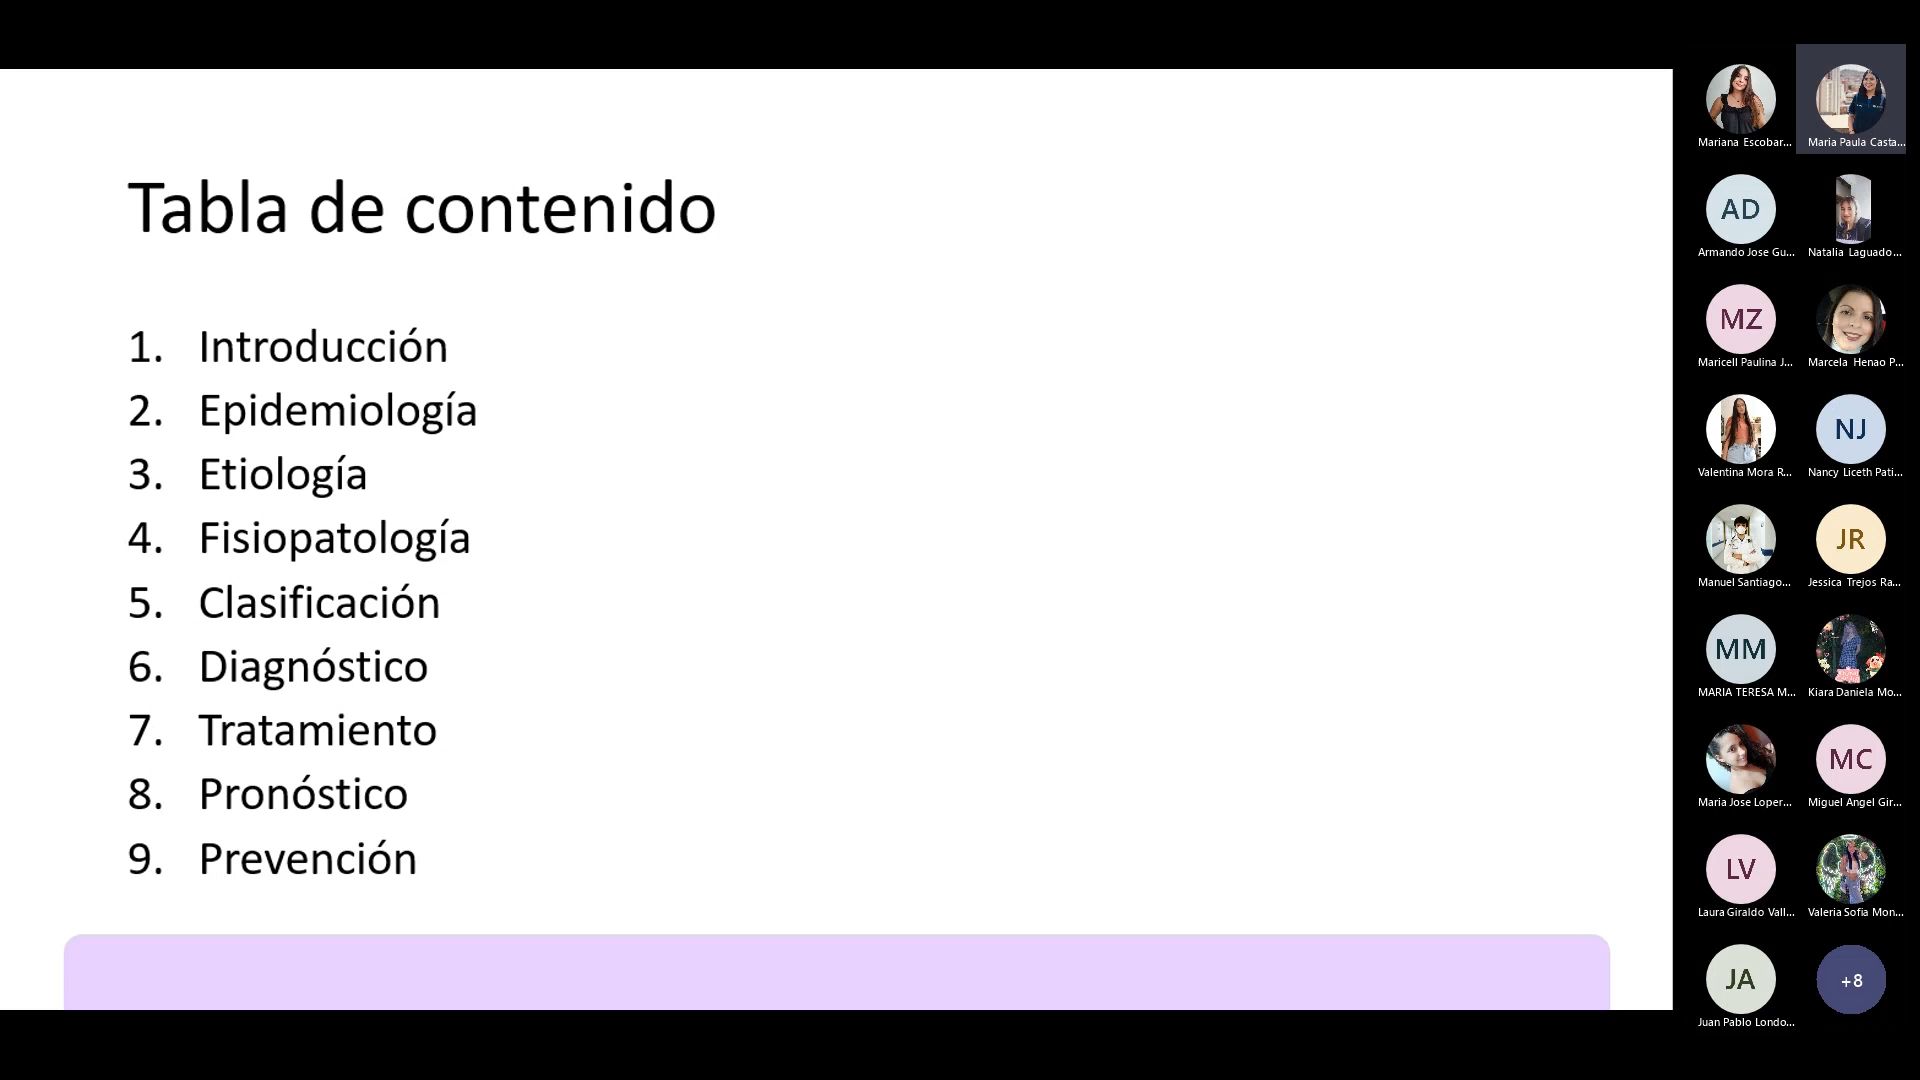 Tabla de contenido
1. Introducción
2. Epidemiología
3. Etiología
4. Fisiopatología
5. Clasificación
6. Diagnóstico
7. Tratamiento
8. Pronóstico
9. Prevención
Mariana Escobar...
Maria Paula Casta...
AD
Armando Jose Gu...
Natalia Laguado...
MZ
Maricell Paulina J...
Marcela Henao P...
Valentina Mora R...
NJ
Nancy Liceth Pati...
Manuel Santiago...
JR
Jessica Trejos Ra...
MM
MARIA TERESA M...
Kiara Daniela Mo...
Maria Jose Loper...
MC
Miguel Angel Gir...
LV
Laura Giraldo Vall...
Valeria Sofia Mon...
JA
Juan Pablo Londo...
+8